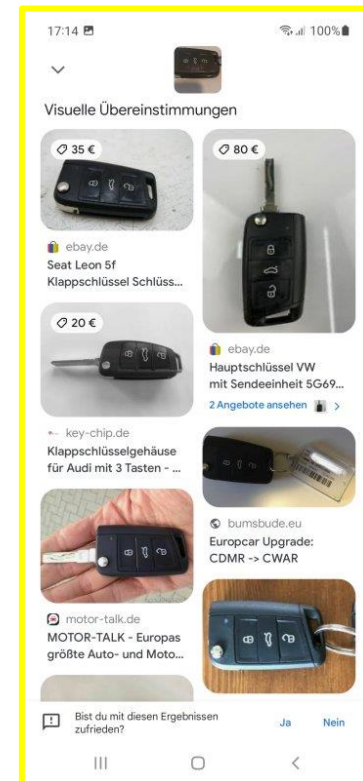 17:14
100%
Visuelle Übereinstimmungen
35 €
ebay.de
Seat Leon 5f
Klappschlüssel Schlüss...
20 €
key-chip.de
Klappschlüsselgehäuse
für Audi mit 3 Tasten - ...
motor-talk.de
MOTOR-TALK - Europas
größte Auto- und Moto...
80 €
ebay.de
Hauptschlüssel VW
mit Sendeeinheit 5G69...
2 Angebote ansehen
bumsbude.eu
Europcar Upgrade:
CDMR -> CWAR
Bist du mit diesen Ergebnissen
zufrieden?
Ja Nein